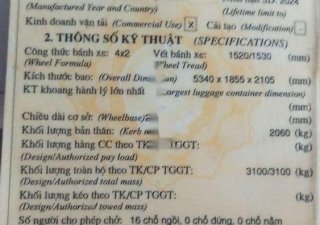 (Manufactured Year and Country)
(Lifetime limit to)
Kinh doanh vận tải (Commercial Use) X Cải tạo (Modification)
2. THÔNG SỐ KỸ THUẬT (SPECIFICATIONS)
Công thức bánh xe: 4x2 Vết bánh xe: 1520/1530 (mm)
(Wheel Formula) (Wheel Tread)
Kích thước bao: (Overall 5340 x 1855 x 2105 (mm)
KT khoang hành lý lớn nhất largest luggage container dimension)
(mm)
Chiều dài cơ sở: (Wheelbase) (mm)
Khối lượng bản thân: (Kerb 2060 (kg)
Khối lượng hàng CC theo TK/CP TGGT: (kg)
(Design/Authorized pay load)
Khối lượng toàn bộ theo TK/CP TGGT: 3100/3100 (kg)
(Design/Authorized total mass)
Khối lượng kéo theo TK/CP TGGT: (kg)
(Design/Authorized towed mass)
Số người cho phép chở: 16 chỗ ngồi, 0 chỗ đứng, 0 chỗ nằm